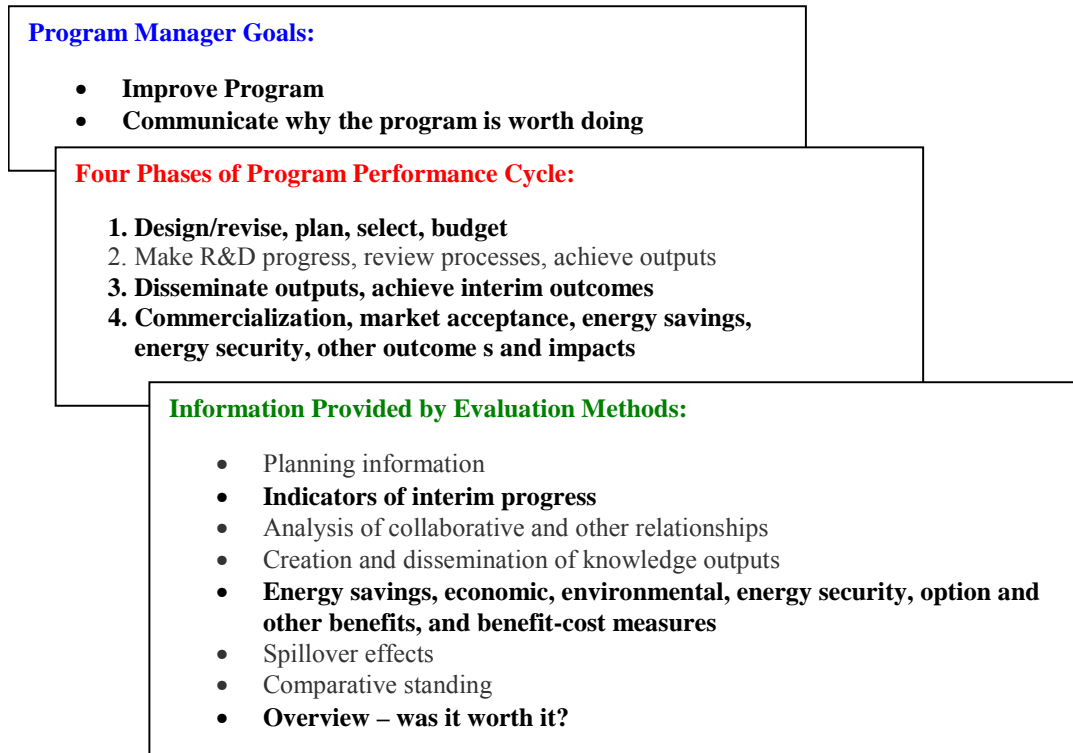 Program Manager Goals:
• Improve Program
• Communicate why the program is worth doing
Four Phases of Program Performance Cycle:
1. Design/revise, plan, select, budget
2. Make R&D progress, review processes, achieve outputs
3. Disseminate outputs, achieve interim outcomes
4. Commercialization, market acceptance, energy savings,
energy security, other outcome s and impacts
Information Provided by Evaluation Methods:
• Planning information
• Indicators of interim progress
• Analysis of collaborative and other relationships
• Creation and dissemination of knowledge outputs
• Energy savings, economic, environmental, energy security, option and
other benefits, and benefit-cost measures
• Spillover effects
• Comparative standing
• Overview – was it worth it?